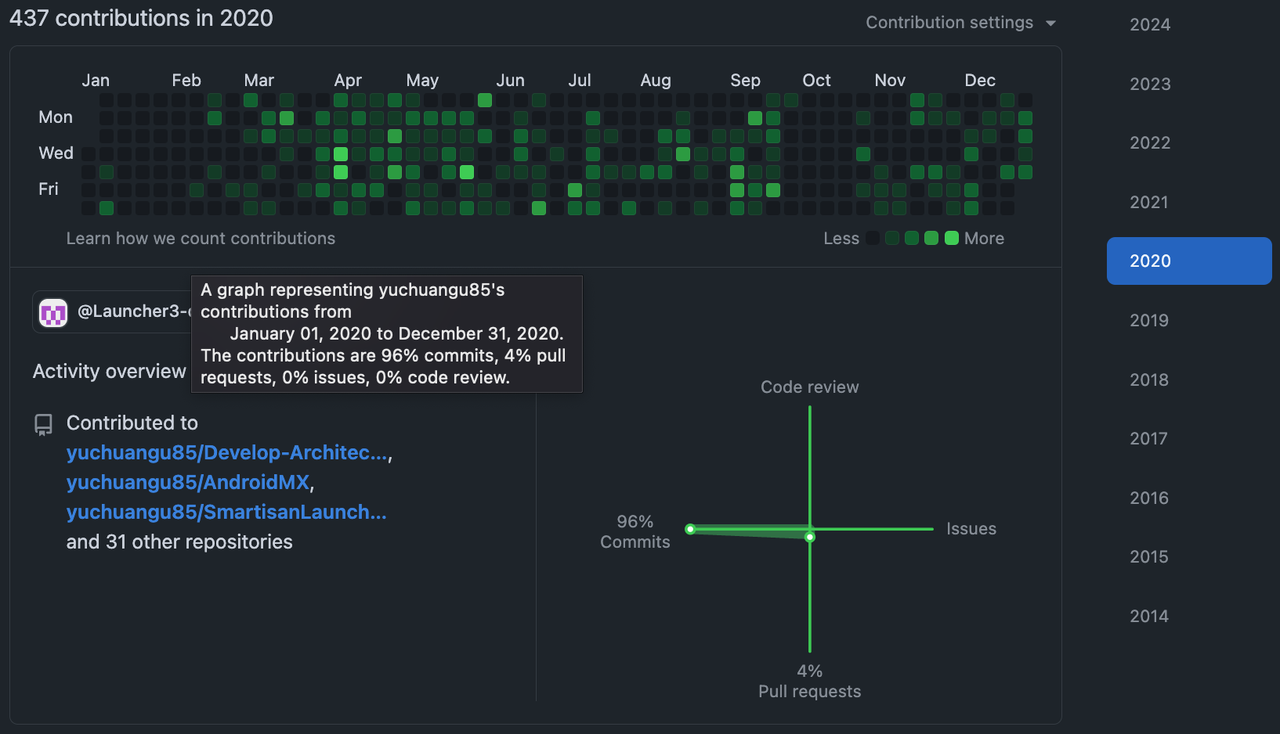 437 contributions in 2020
Contribution settings
Jan Feb Mar Apr May Jun Jul Aug Sep Oct Nov Dec
Mon
Wed
Fri
Learn how we count contributions
Less
More
A graph representing yuchuangu85's
contributions from
January 01, 2020 to December 31, 2020.
The contributions are 96% commits, 4% pull
requests, 0% issues, 0% code review.
@Launcher3-
Activity overview
Contributed to
yuchuangu85/Develop-Architec...,
yuchuangu85/AndroidMX,
yuchuangu85/SmartisanLaunch...
and 31 other repositories
Code review
96%
Commits
Issues
4%
Pull requests
2024
2023
2022
2021
2020
2019
2018
2017
2016
2015
2014